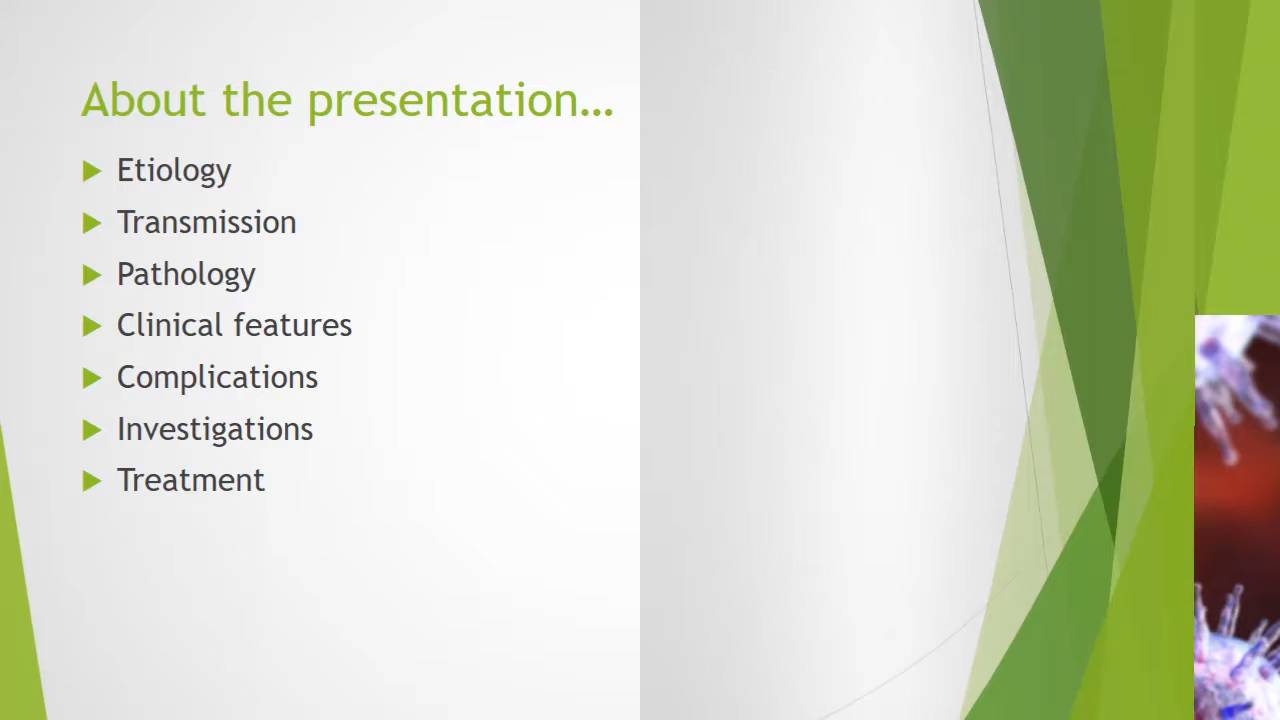 About the presentation...
Etiology
Transmission
Pathology
Clinical features
Complications
Investigations
Treatment